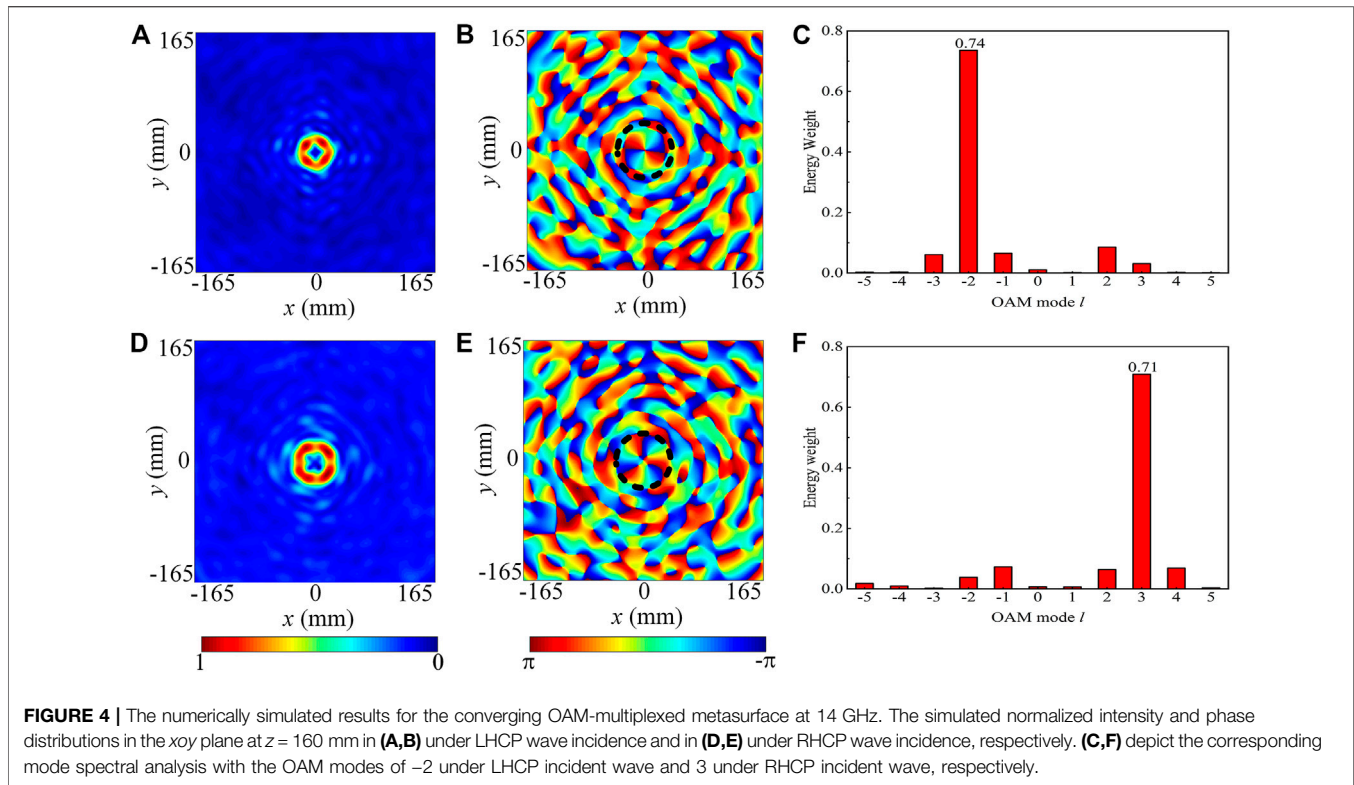 A
165
y (mm)
0
-165
-165
0
165
x (mm)
B
165
y (mm)
0
-165
-165
0
165
x (mm)
C
0.8
0.6
0.4
0.2
0.0
Energy Weight
0.74
-5 -4 -3 -2 -1 0 1 2 3 4 5
OAM mode l
D
165
y (mm)
0
-165
-165
0
165
x (mm)
1
0
E
165
y (mm)
0
-165
-165
0
165
x (mm)
π
-π
F
0.8
0.6
0.4
0.2
0.0
Energy weight
0.71
-5 -4 -3 -2 -1 0 1 2 3 4 5
OAM mode l
FIGURE 4 | The numerically simulated results for the converging OAM-multiplexed metasurface at 14 GHz. The simulated normalized intensity and phase
distributions in the xoy plane at z = 160 mm in (A,B) under LHCP wave incidence and in (D,E) under RHCP wave incidence, respectively. (C,F) depict the corresponding
mode spectral analysis with the OAM modes of −2 under LHCP incident wave and 3 under RHCP incident wave, respectively.